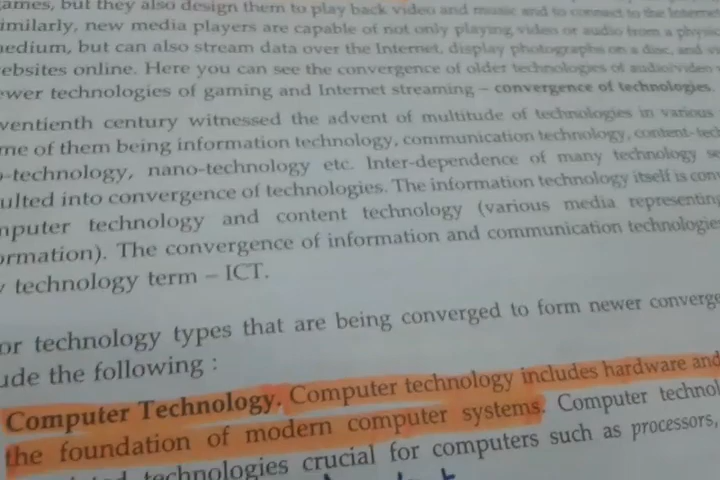 ames, but they also design them to play back video and music and to connect to the Internet
imilarly, new media players are capable of not only playing video or audio from a physic
edium, but can also stream data over the Internet, display photographs on a disc, and
ebsites online. Here you can see the convergence of older technologies of audio/video
ewer technologies of gaming and Internet streaming – convergence of technologies.
ventienth century witnessed the advent of multitude of technologies in various
me of them being information technology, communication technology, content-tech
-technology, nano-technology etc. Inter-dependence of many technology se
ulted into convergence of technologies. The information technology itself is conv
mputer technology and content technology (various media representing
ormation). The convergence of information and communication technologie
y technology term – ICT.
or technology types that are being converged to form newer converge
ude the following :
Computer Technology. Computer technology includes hardware and
the foundation of modern computer systems. Computer technol
technologies crucial for computers such as processors,